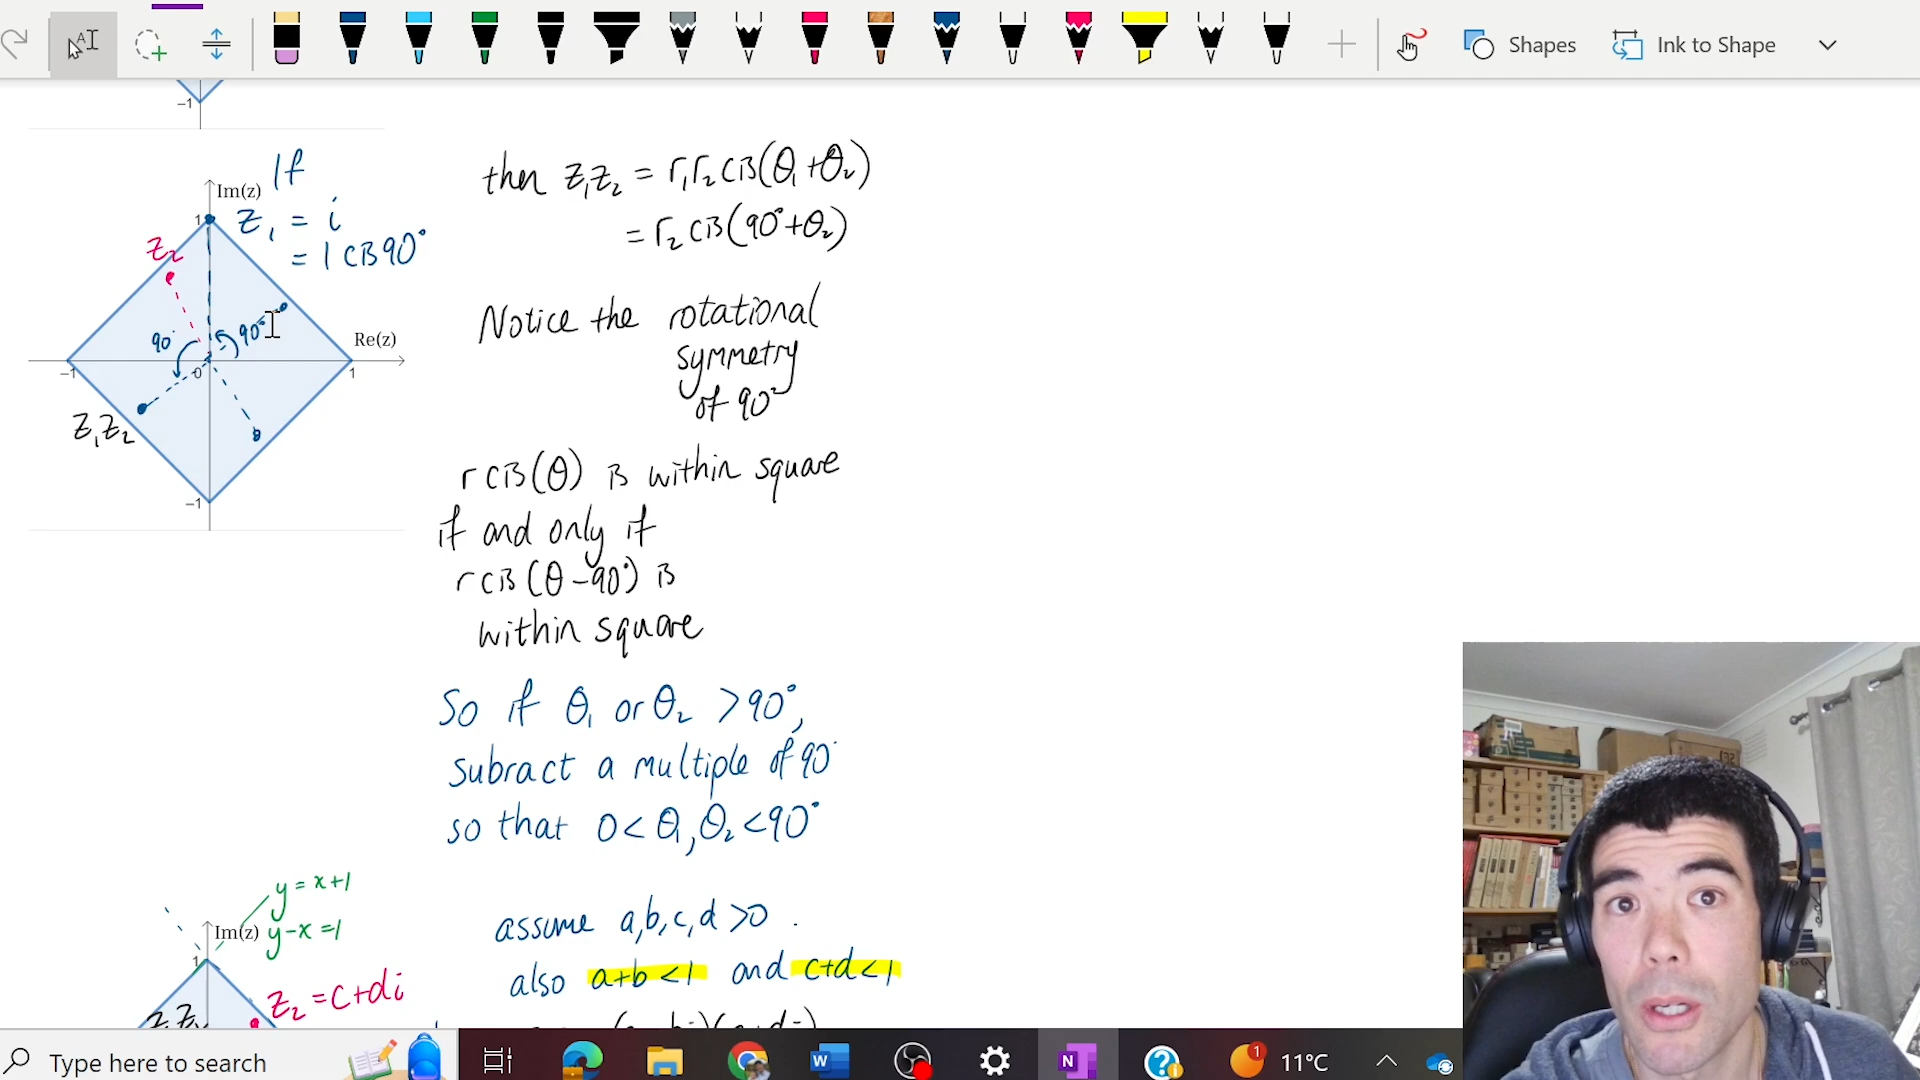 Shapes
Ink to Shape
-1
If
Im(z)
1
z₁ = i
= 1 cis 90°
z₂
90°
90°
Re(z)
-1
0
1
z₁z₂
-1
then z₁z₂ = r₁r₂ cis(θ₁+θ₂)
= r₂ cis(90°+θ₂)
Notice the rotational
symmetry
of 90°
r cis(θ) is within square
if and only if
r cis(θ-90°) is
within square
So if θ₁ or θ₂ >90°,
subract a multiple of 90°
so that 0<θ₁,θ₂<90°
y = x+1
Im(z)
y-x =1
1
z₂ = c+di
assume a,b,c,d >0 .
also a+b <1 and c+d<1
Type here to search
1
11°C